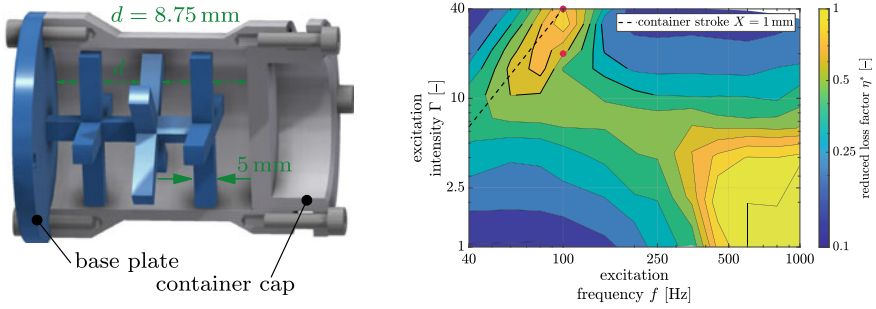 d = 8.75 mm
d
5 mm
base plate
container cap
container stroke X = 1 mm
excitation
intensity Γ [–]
40
10
2.5
1
40
100
250
500
1000
excitation
frequency f [Hz]
1
0.5
0.25
0.1
reduced loss factor η* [–]